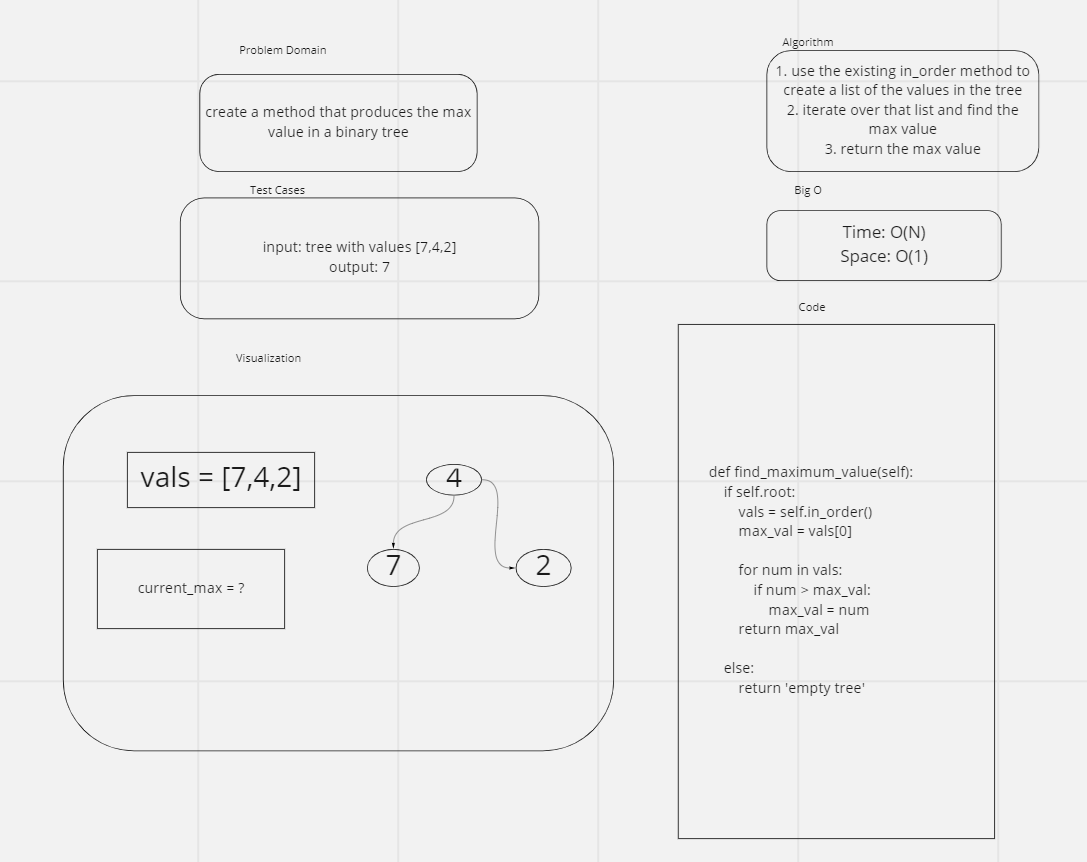 Problem Domain
create a method that produces the max
value in a binary tree
Test Cases
input: tree with values [7,4,2]
output: 7
Visualization
vals = [7,4,2]
current_max = ?
4
7
2
Algorithm
1. use the existing in_order method to
create a list of the values in the tree
2. iterate over that list and find the
max value
3. return the max value
Big O
Time: O(N)
Space: O(1)
Code
def find_maximum_value(self):
    if self.root:
        vals = self.in_order()
        max_val = vals[0]
        for num in vals:
            if num > max_val:
                max_val = num
        return max_val
    else:
        return 'empty tree'